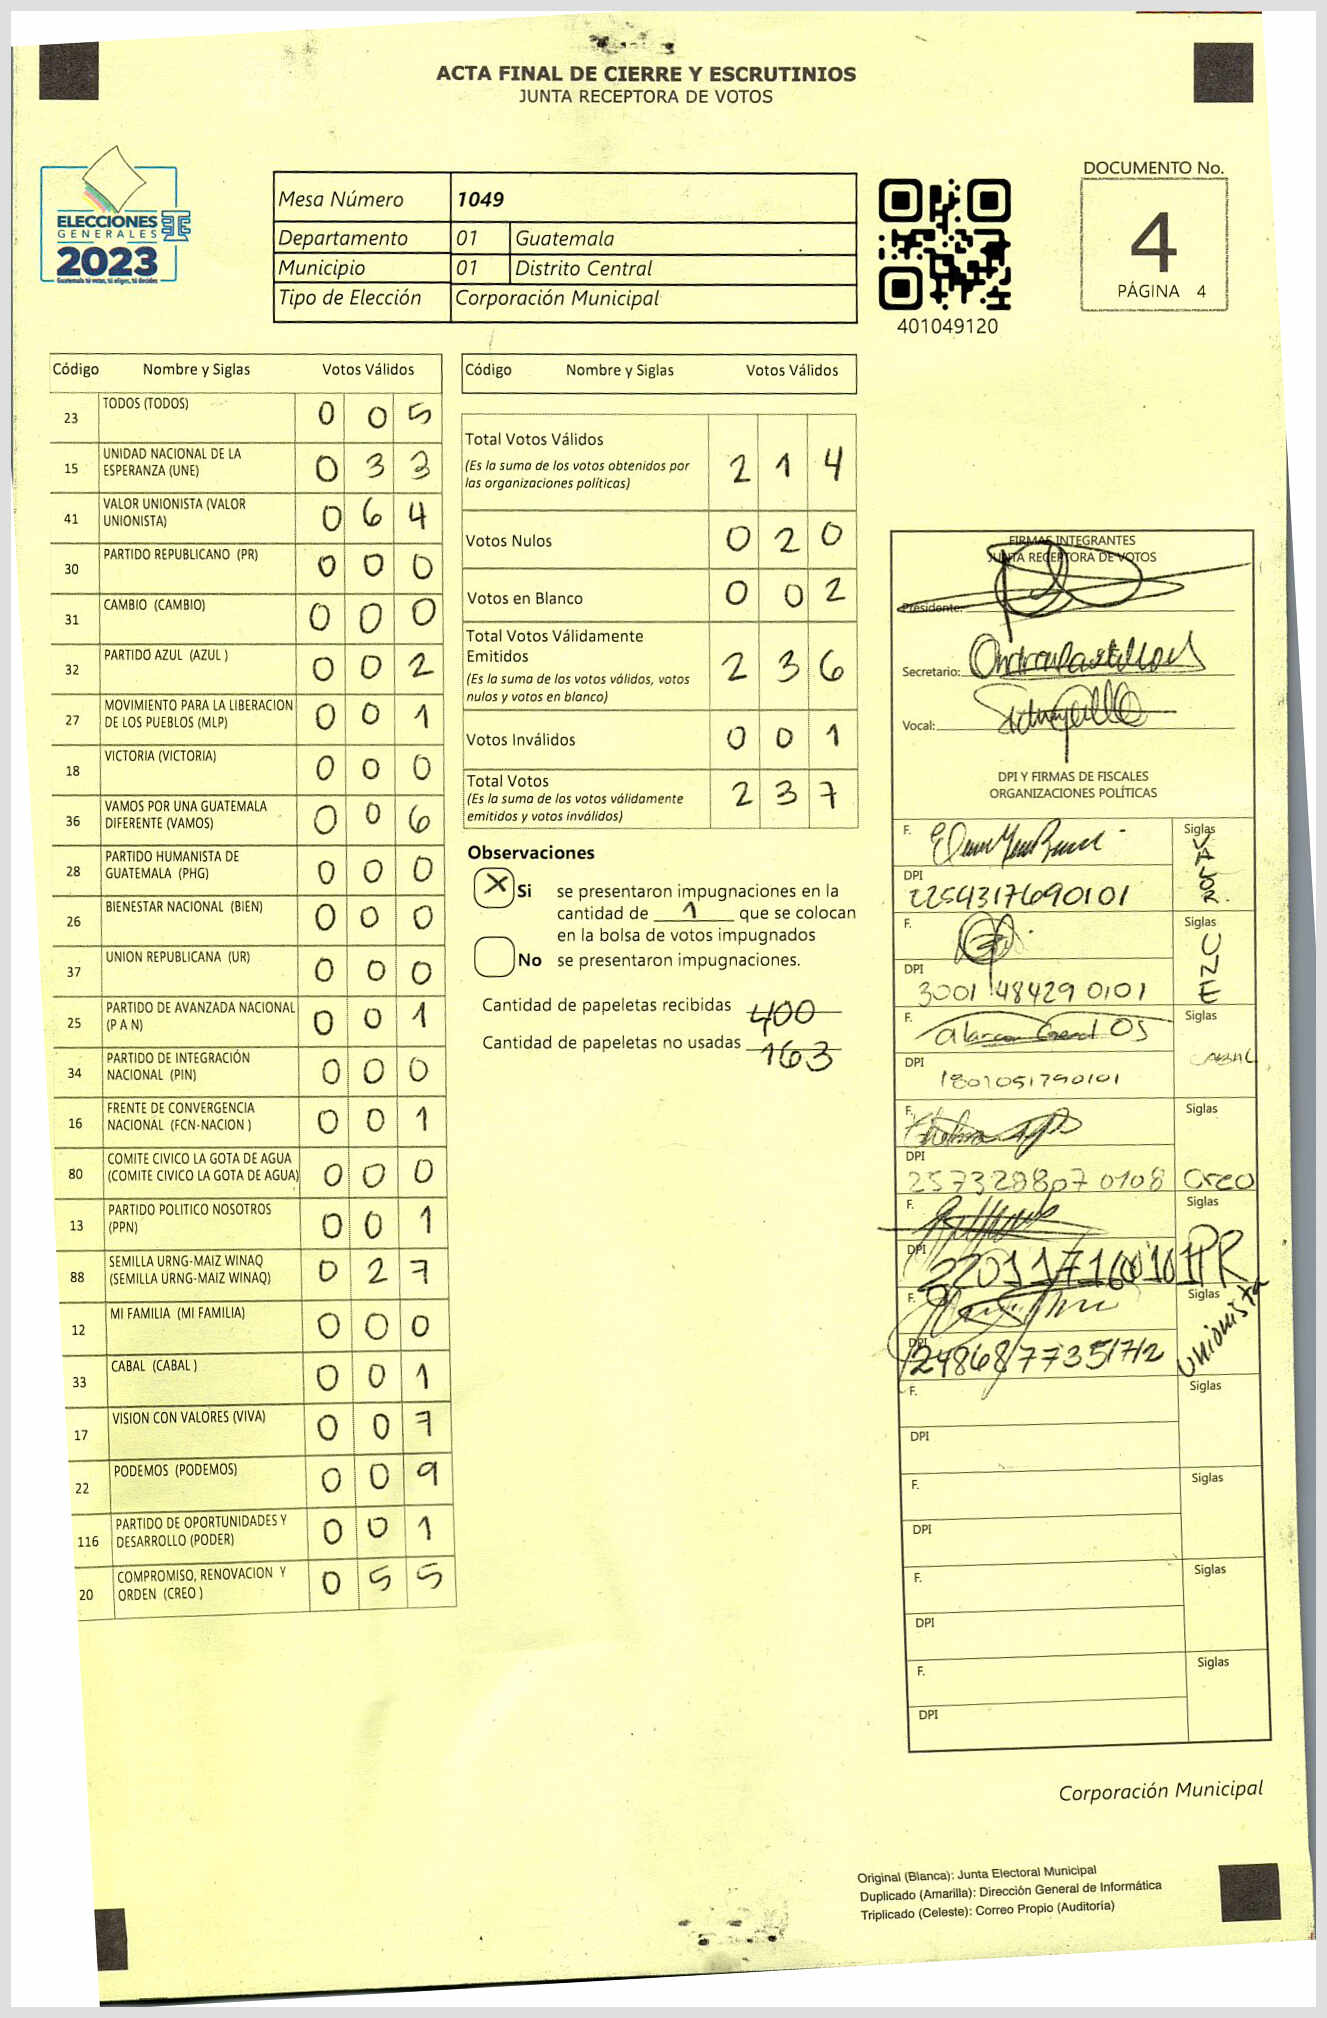 ACTA FINAL DE CIERRE Y ESCRUTINIOS
JUNTA RECEPTORA DE VOTOS
ELECCIONES
GENERALES
2023
Guatemala tú votas, tú eliges, tú decides
Mesa Número 1049
Departamento 01 Guatemala
Municipio 01 Distrito Central
Tipo de Elección Corporación Municipal
401049120
DOCUMENTO No.
4
PÁGINA 4
Código Nombre y Siglas Votos Válidos
23 TODOS (TODOS) 0 0 5
15 UNIDAD NACIONAL DE LA ESPERANZA (UNE) 0 3 3
41 VALOR UNIONISTA (VALOR UNIONISTA) 0 6 4
30 PARTIDO REPUBLICANO (PR) 0 0 0
31 CAMBIO (CAMBIO) 0 0 0
32 PARTIDO AZUL (AZUL ) 0 0 2
27 MOVIMIENTO PARA LA LIBERACION DE LOS PUEBLOS (MLP) 0 0 1
18 VICTORIA (VICTORIA) 0 0 0
36 VAMOS POR UNA GUATEMALA DIFERENTE (VAMOS) 0 0 6
28 PARTIDO HUMANISTA DE GUATEMALA (PHG) 0 0 0
26 BIENESTAR NACIONAL (BIEN) 0 0 0
37 UNION REPUBLICANA (UR) 0 0 0
25 PARTIDO DE AVANZADA NACIONAL (P A N) 0 0 1
34 PARTIDO DE INTEGRACIÓN NACIONAL (PIN) 0 0 0
16 FRENTE DE CONVERGENCIA NACIONAL (FCN-NACION ) 0 0 1
80 COMITE CIVICO LA GOTA DE AGUA (COMITE CIVICO LA GOTA DE AGUA) 0 0 0
13 PARTIDO POLITICO NOSOTROS (PPN) 0 0 1
88 SEMILLA URNG-MAIZ WINAQ (SEMILLA URNG-MAIZ WINAQ) 0 2 7
12 MI FAMILIA (MI FAMILIA) 0 0 0
33 CABAL (CABAL ) 0 0 1
17 VISION CON VALORES (VIVA) 0 0 7
22 PODEMOS (PODEMOS) 0 0 9
116 PARTIDO DE OPORTUNIDADES Y DESARROLLO (PODER) 0 0 1
20 COMPROMISO, RENOVACION Y ORDEN (CREO ) 0 5 5
Código Nombre y Siglas Votos Válidos
Total Votos Válidos 2 1 4
(Es la suma de los votos obtenidos por
las organizaciones políticas)
Votos Nulos 0 2 0
Votos en Blanco 0 0 2
Total Votos Válidamente
Emitidos 2 3 6
(Es la suma de los votos válidos, votos
nulos y votos en blanco)
Votos Inválidos 0 0 1
Total Votos 2 3 7
(Es la suma de los votos válidamente
emitidos y votos inválidos)
Observaciones
X Si se presentaron impugnaciones en la
cantidad de 1 que se colocan
en la bolsa de votos impugnados
No se presentaron impugnaciones.
Cantidad de papeletas recibidas 400
Cantidad de papeletas no usadas 163
FIRMAS INTEGRANTES
JUNTA RECEPTORA DE VOTOS
Presidente:
Secretario:
Vocal:
DPI Y FIRMAS DE FISCALES
ORGANIZACIONES POLÍTICAS
F. Siglas VALOR.
DPI 2254317690101
F. Siglas UNE
DPI 3001 48429 0101
F. Siglas
DPI 1801051790101
F. Siglas Creo
DPI 257328807 0108
F. Siglas PR
DPI
F. Siglas Unionista
DPI
F. Siglas
DPI
F. Siglas
DPI
F. Siglas
DPI
F. Siglas
DPI
Corporación Municipal
Original (Blanca): Junta Electoral Municipal
Duplicado (Amarilla): Dirección General de Informática
Triplicado (Celeste): Correo Propio (Auditoría)